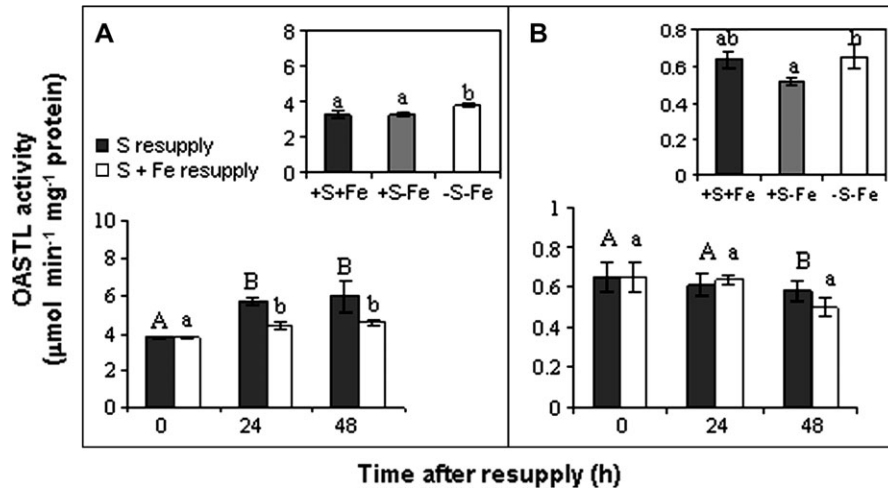 A
8
6
4
2
0
a
a
b
+S+Fe
+S-Fe
-S-Fe
S resupply
S + Fe resupply
10
8
6
4
2
0
A
a
B
b
B
b
0
24
48
B
0.8
0.6
0.4
0.2
0
ab
a
b
+S+Fe
+S-Fe
-S-Fe
1
0.8
0.6
0.4
0.2
0
A
a
A
a
B
a
0
24
48
OASTL activity
(µmol min⁻¹ mg⁻¹ protein)
Time after resupply (h)